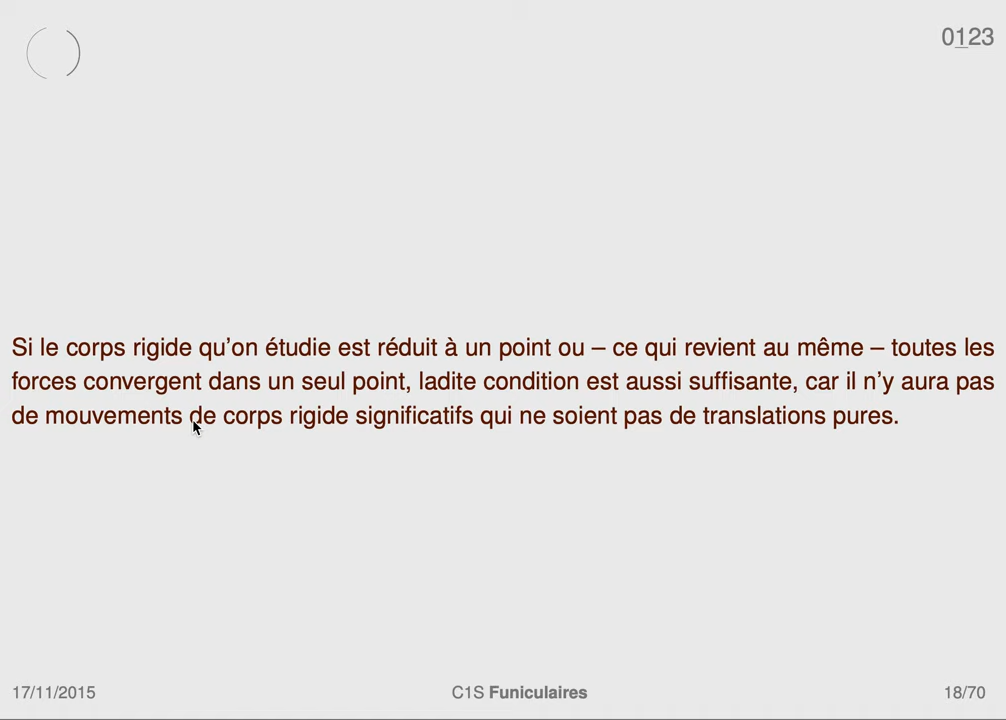 0123
Si le corps rigide qu’on étudie est réduit à un point ou – ce qui revient au même – toutes les
forces convergent dans un seul point, ladite condition est aussi suffisante, car il n’y aura pas
de mouvements de corps rigide significatifs qui ne soient pas de translations pures.
17/11/2015 C1S Funiculaires 18/70